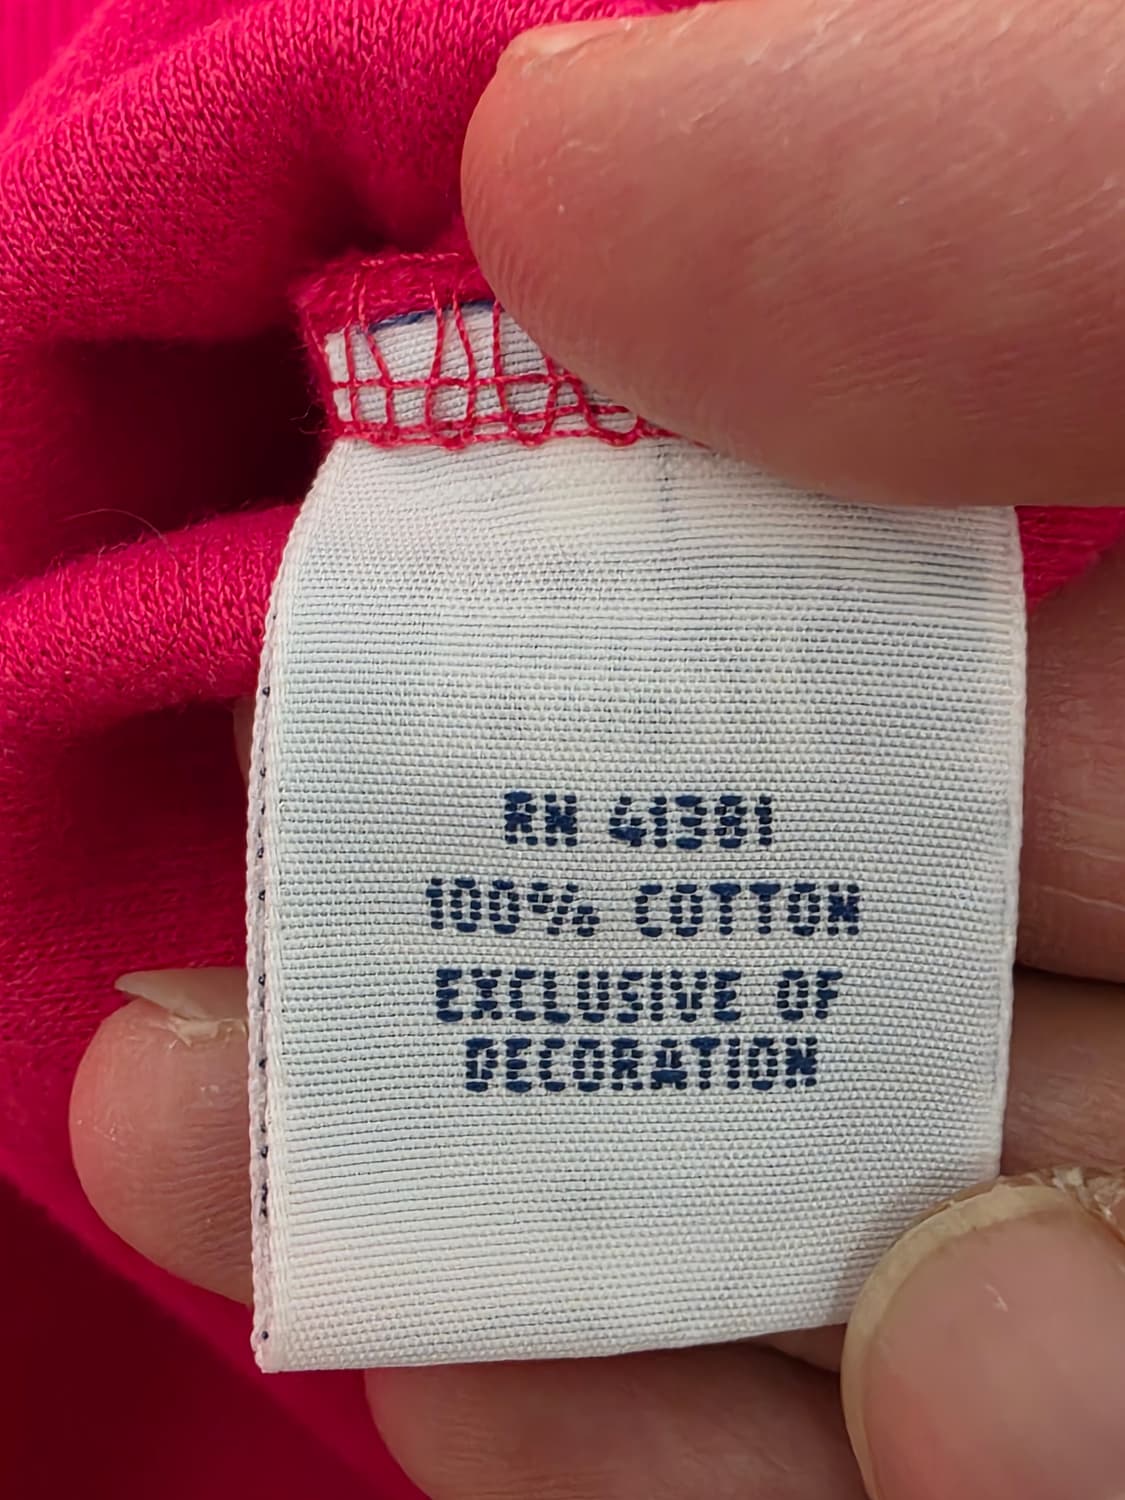 RN 41381
100% COTTON
EXCLUSIVE OF
DECORATION